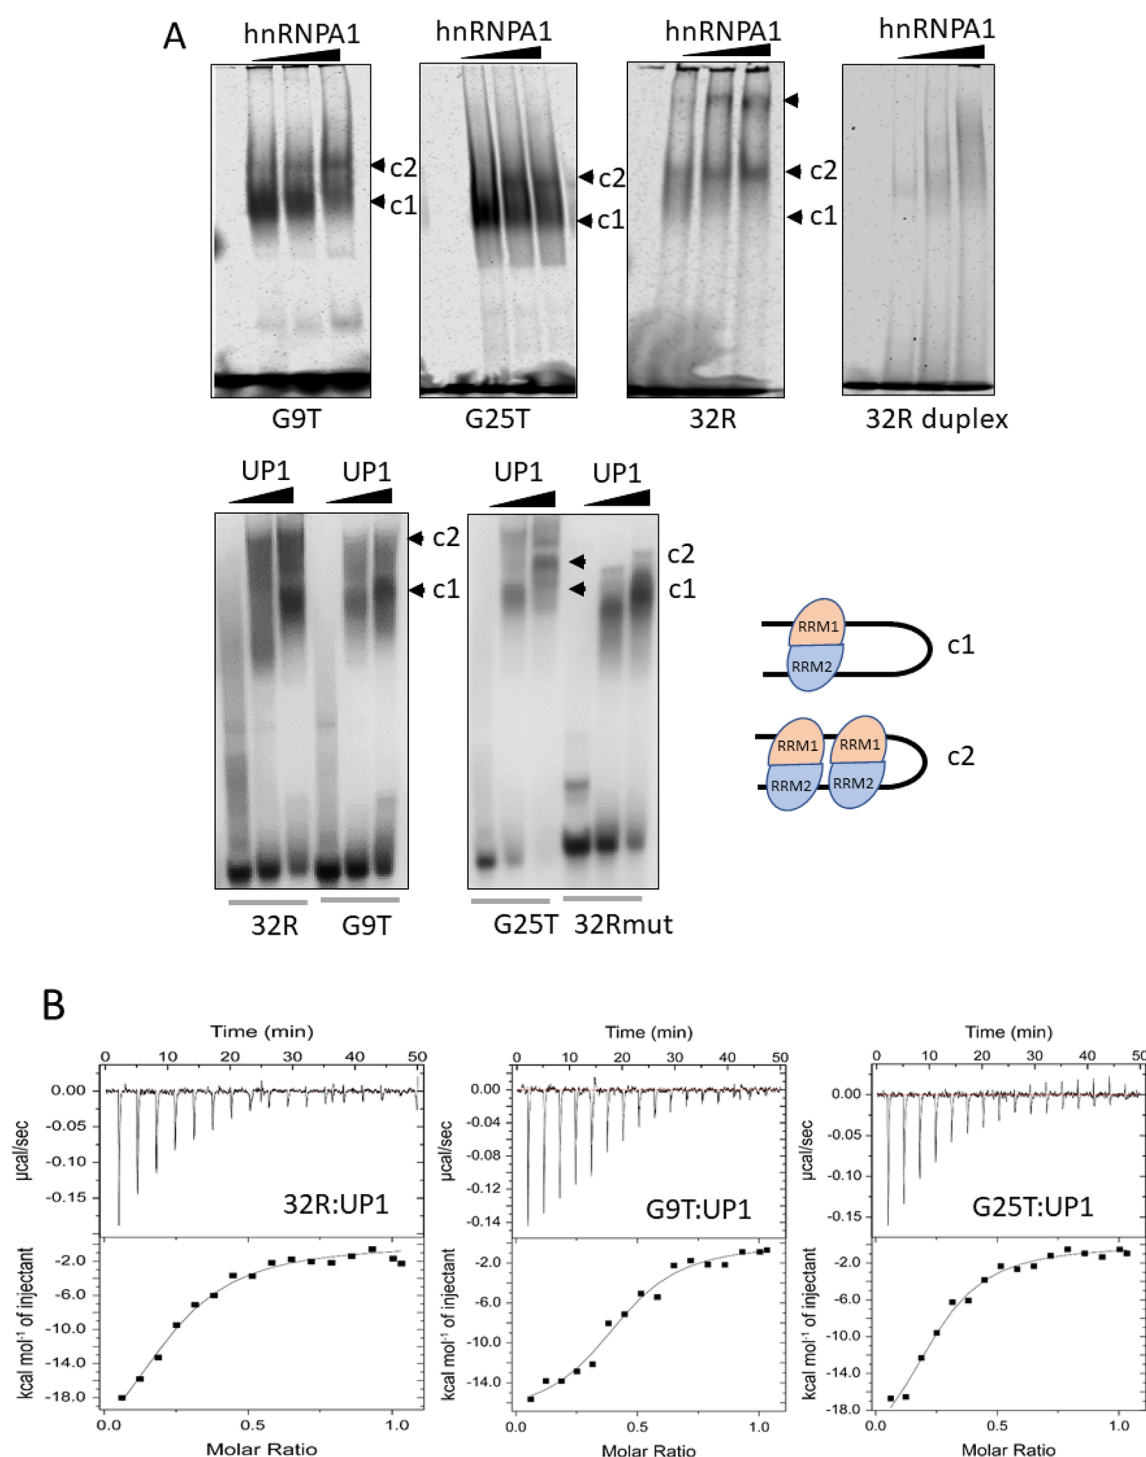 A
hnRNPA1 hnRNPA1 hnRNPA1 hnRNPA1
c2 c2 c2
c1 c1 c1
G9T G25T 32R 32R duplex
UP1 UP1 UP1 UP1
c2 c2
c1 c1
32R G9T G25T 32Rmut
RRM1
RRM2
c1
RRM1 RRM1
RRM2 RRM2
c2
B
Time (min) Time (min) Time (min)
0 10 20 30 40 50 0 10 20 30 40 50 0 10 20 30 40 50
µcal/sec
0.00
-0.05
-0.10
-0.15
32R:UP1
µcal/sec
0.00
-0.04
-0.08
-0.12
-0.14
G9T:UP1
µcal/sec
0.00
-0.05
-0.10
-0.15
G25T:UP1
kcal mol⁻¹ of injectant
-2.0
-6.0
-10.0
-14.0
-18.0
0.0 0.5 1.0
Molar Ratio
kcal mol⁻¹ of injectant
-2.0
-6.0
-10.0
-14.0
0.0 0.5 1.0
Molar Ratio
kcal mol⁻¹ of injectant
-2.0
-6.0
-10.0
-14.0
-18.0
0.0 0.5 1.0
Molar Ratio